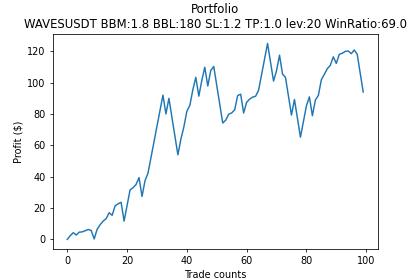 Portfolio
WAVESUSDT BBM:1.8 BBL:180 SL:1.2 TP:1.0 lev:20 WinRatio:69.0
120
100
80
60
40
20
0
Profit ($)
0 20 40 60 80 100
Trade counts